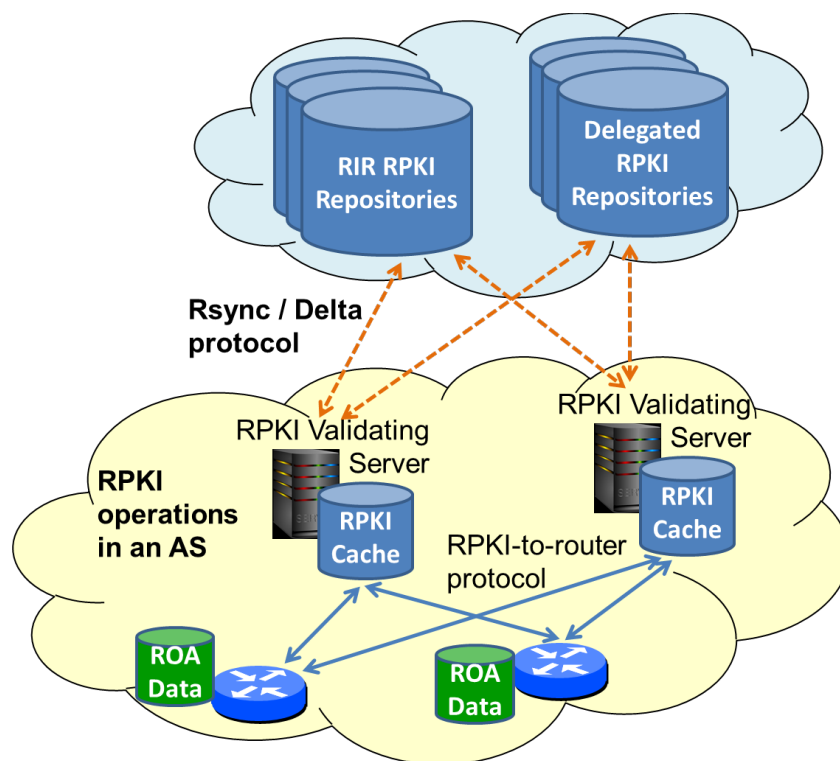 RIR RPKI
Repositories
Delegated
RPKI
Repositories
Rsync / Delta
protocol
RPKI Validating
Server
RPKI Validating
Server
RPKI
operations
in an AS
RPKI
Cache
RPKI
Cache
RPKI-to-router
protocol
ROA
Data
ROA
Data